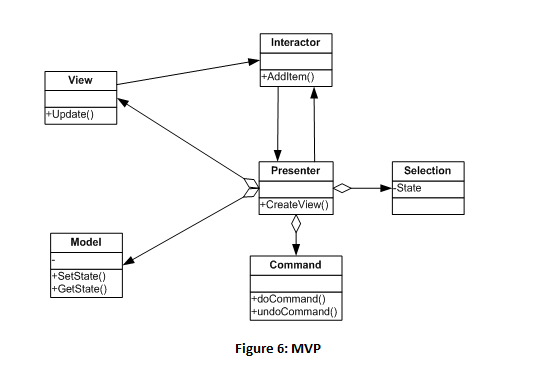 Interactor
+AddItem()
View
+Update()
Presenter
+CreateView()
Selection
-State
Model
-
+SetState()
+GetState()
Command
+doCommand()
+undoCommand()
Figure 6: MVP